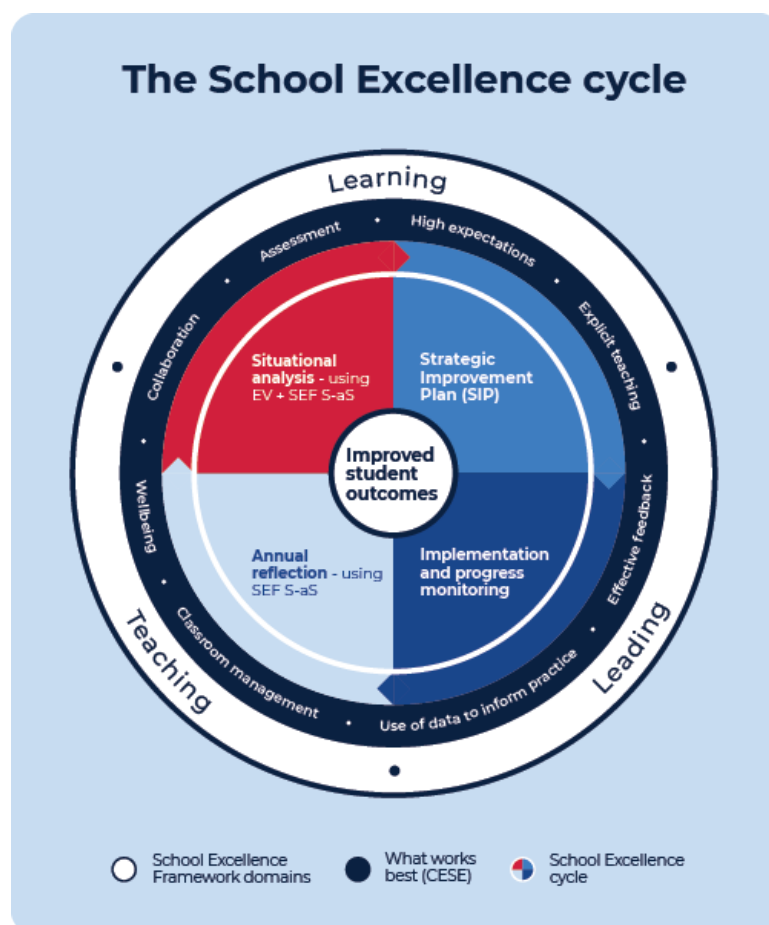 The School Excellence cycle
Learning
Assessment
High expectations
Collaboration
Explicit teaching
Situational
analysis - using
EV + SEF S-aS
Strategic
Improvement
Plan (SIP)
Improved
student
outcomes
Wellbeing
Effective feedback
Annual
reflection - using
SEF S-aS
Implementation
and progress
monitoring
Teaching
Leading
Classroom management
Use of data to inform practice
School Excellence
Framework domains
What works
best (CESE)
School Excellence
cycle